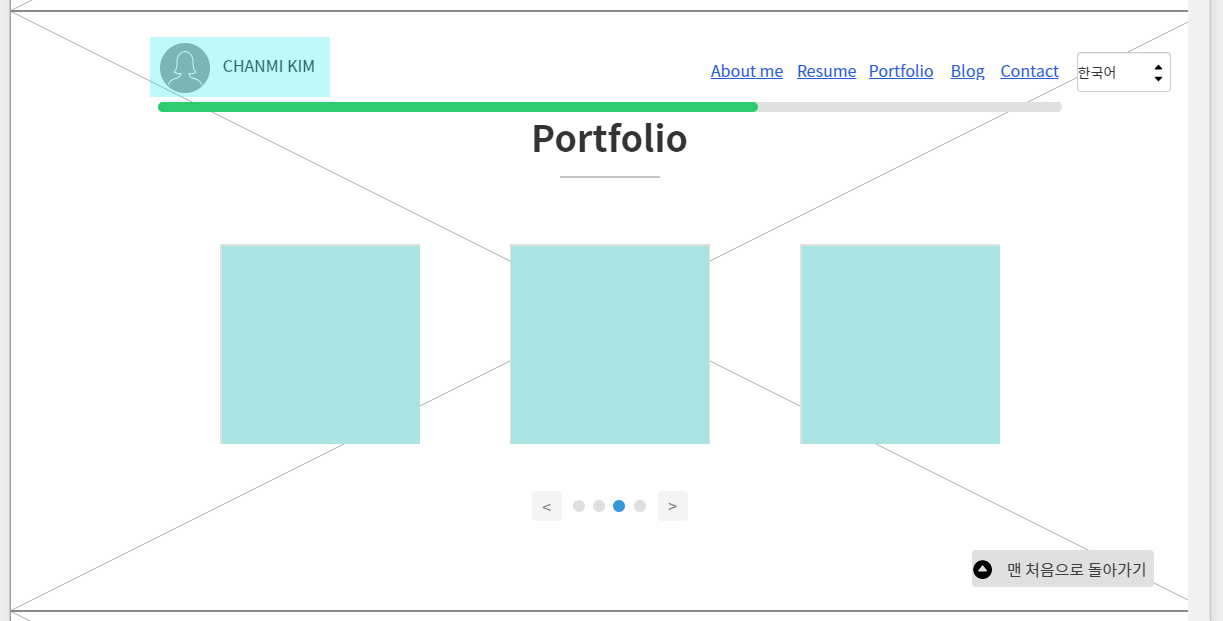 CHANMI KIM
About me Resume Portfolio Blog Contact 한국어
Portfolio
< >
맨 처음으로 돌아가기